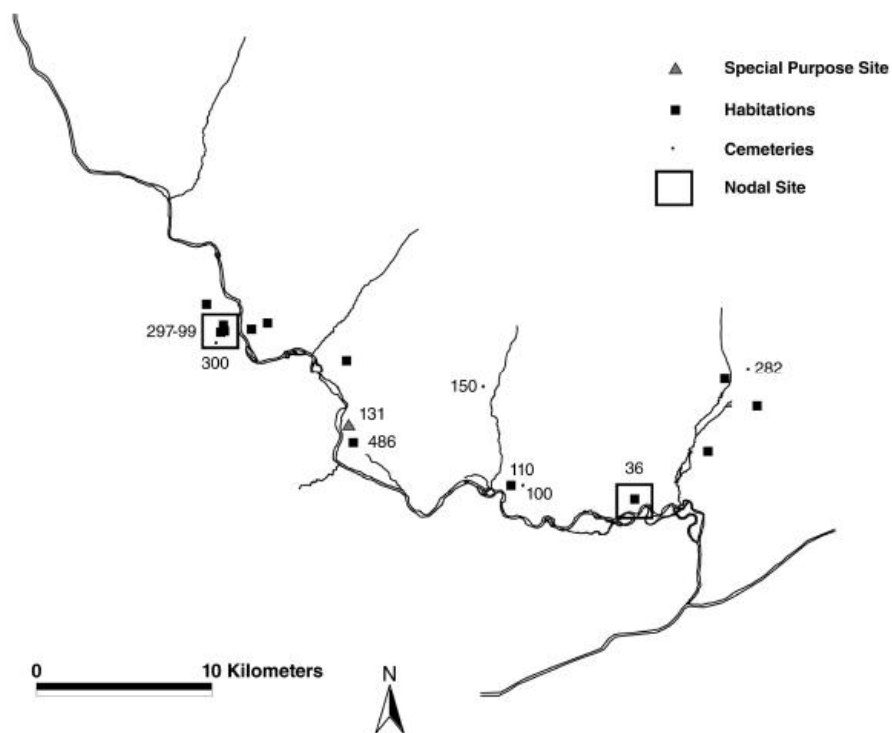 Special Purpose Site
Habitations
Cemeteries
Nodal Site
297-99
300
150
282
131
486
110
100
36
0 10 Kilometers
N